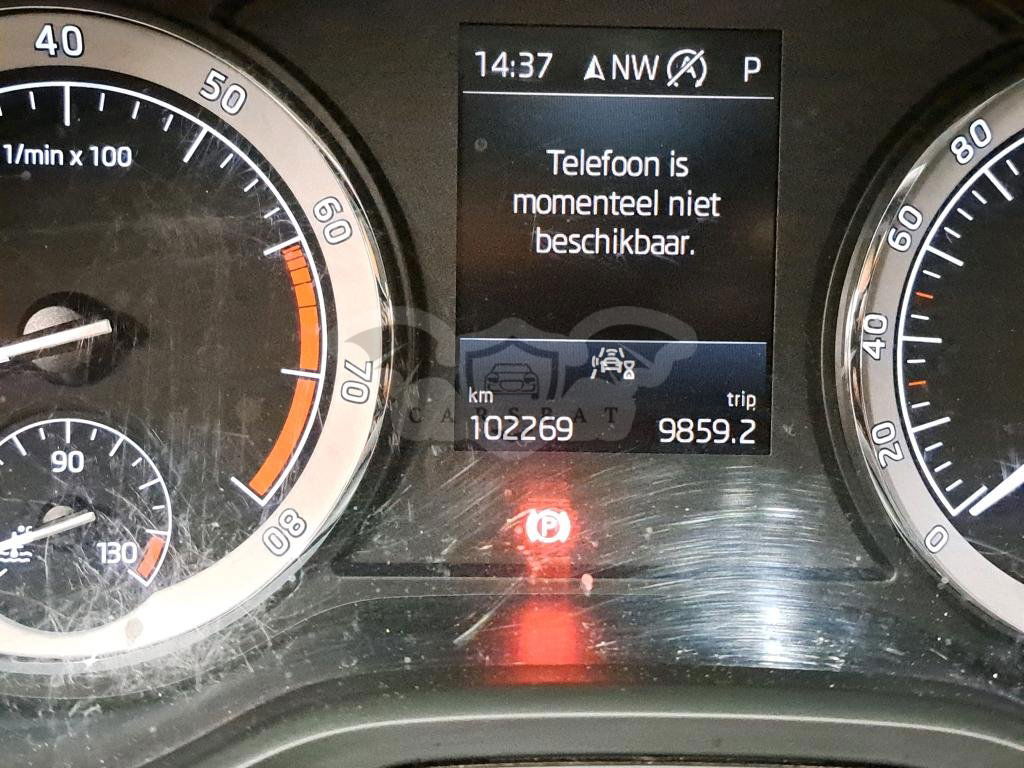 40
50
60
70
80
1/min x 100
90
130
°C
14:37 NW A P
Telefoon is
momenteel niet
beschikbaar.
km trip
102269 9859.2
CARSBAT
P
80
60
40
20
0